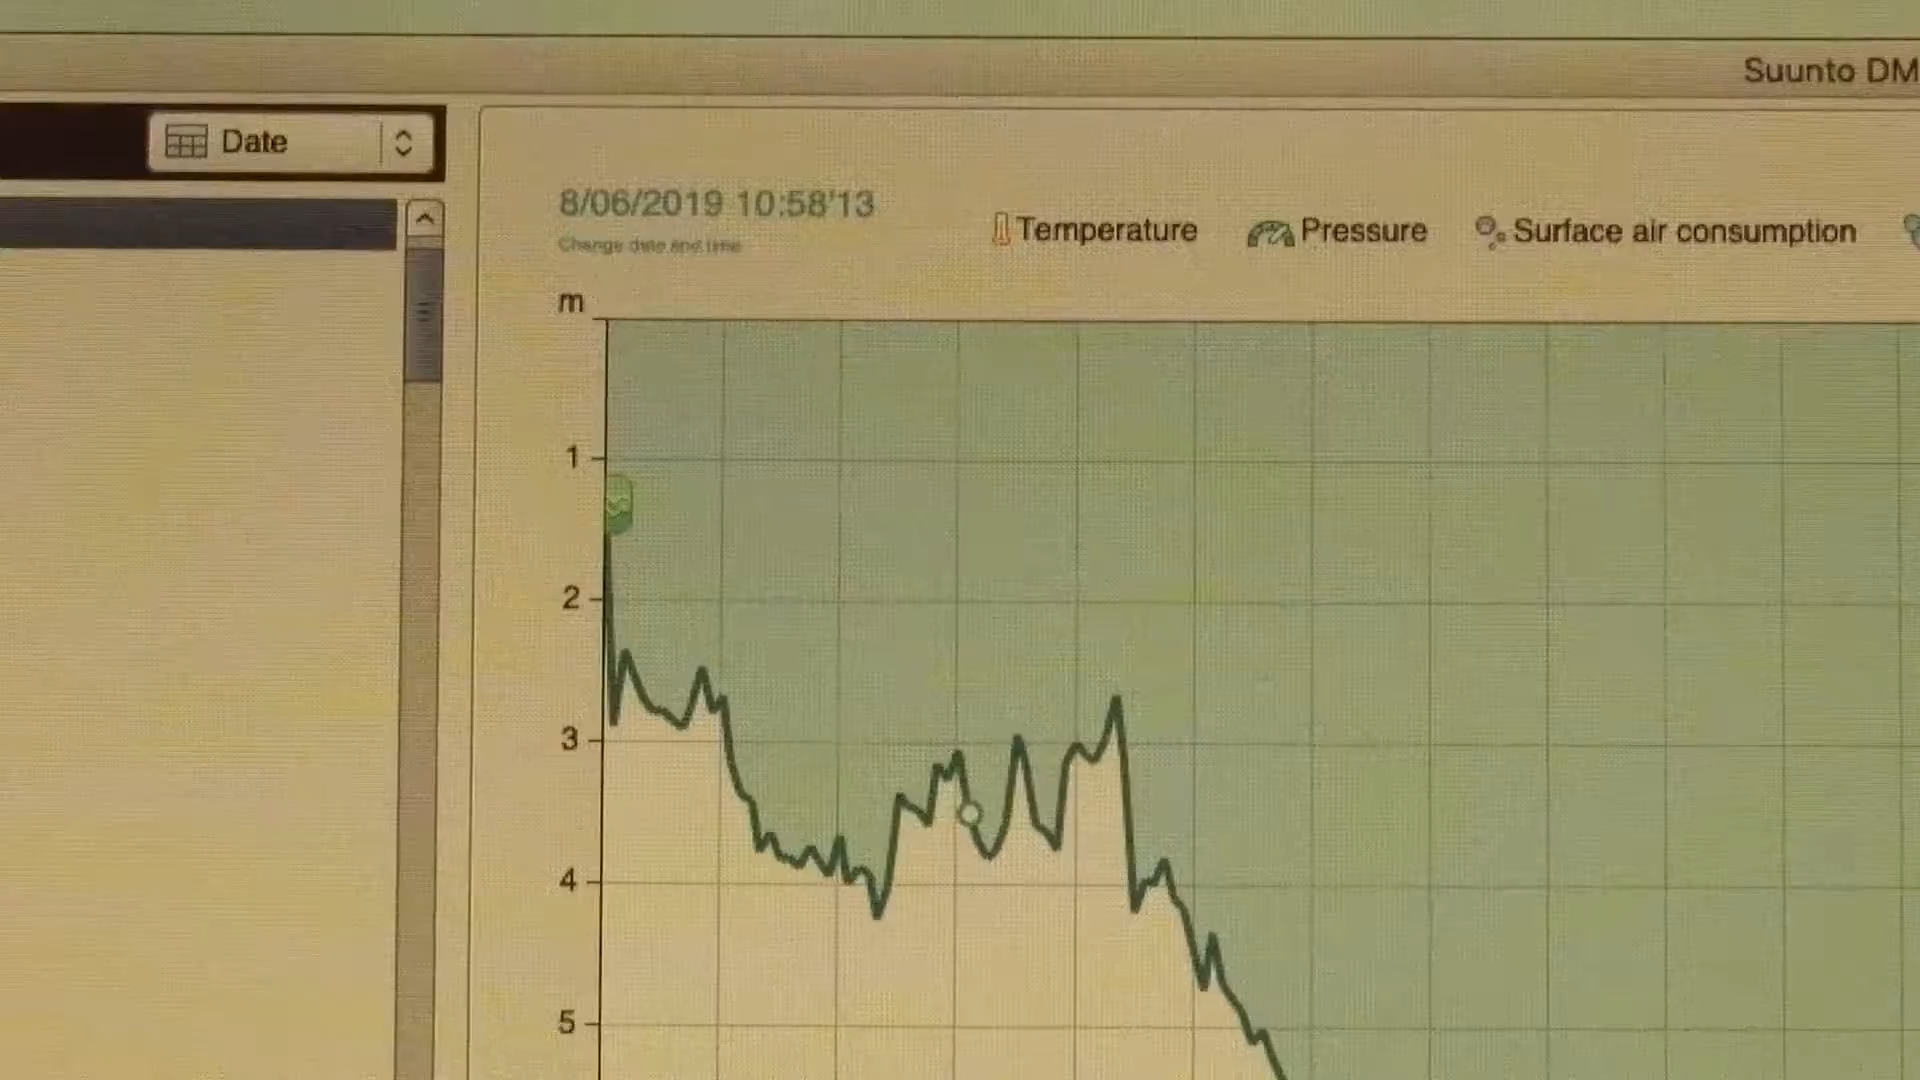 Suunto DM
Date
8/06/2019 10:58'13
Change date and time
Temperature
Pressure
Surface air consumption
m
1
2
3
4
5